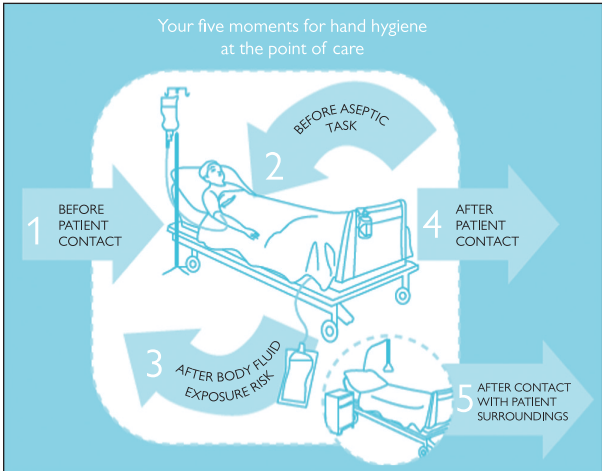 Your five moments for hand hygiene
at the point of care
1
BEFORE
PATIENT
CONTACT
2
BEFORE ASEPTIC
TASK
3
AFTER BODY FLUID
EXPOSURE RISK
4
AFTER
PATIENT
CONTACT
5
AFTER CONTACT
WITH PATIENT
SURROUNDINGS